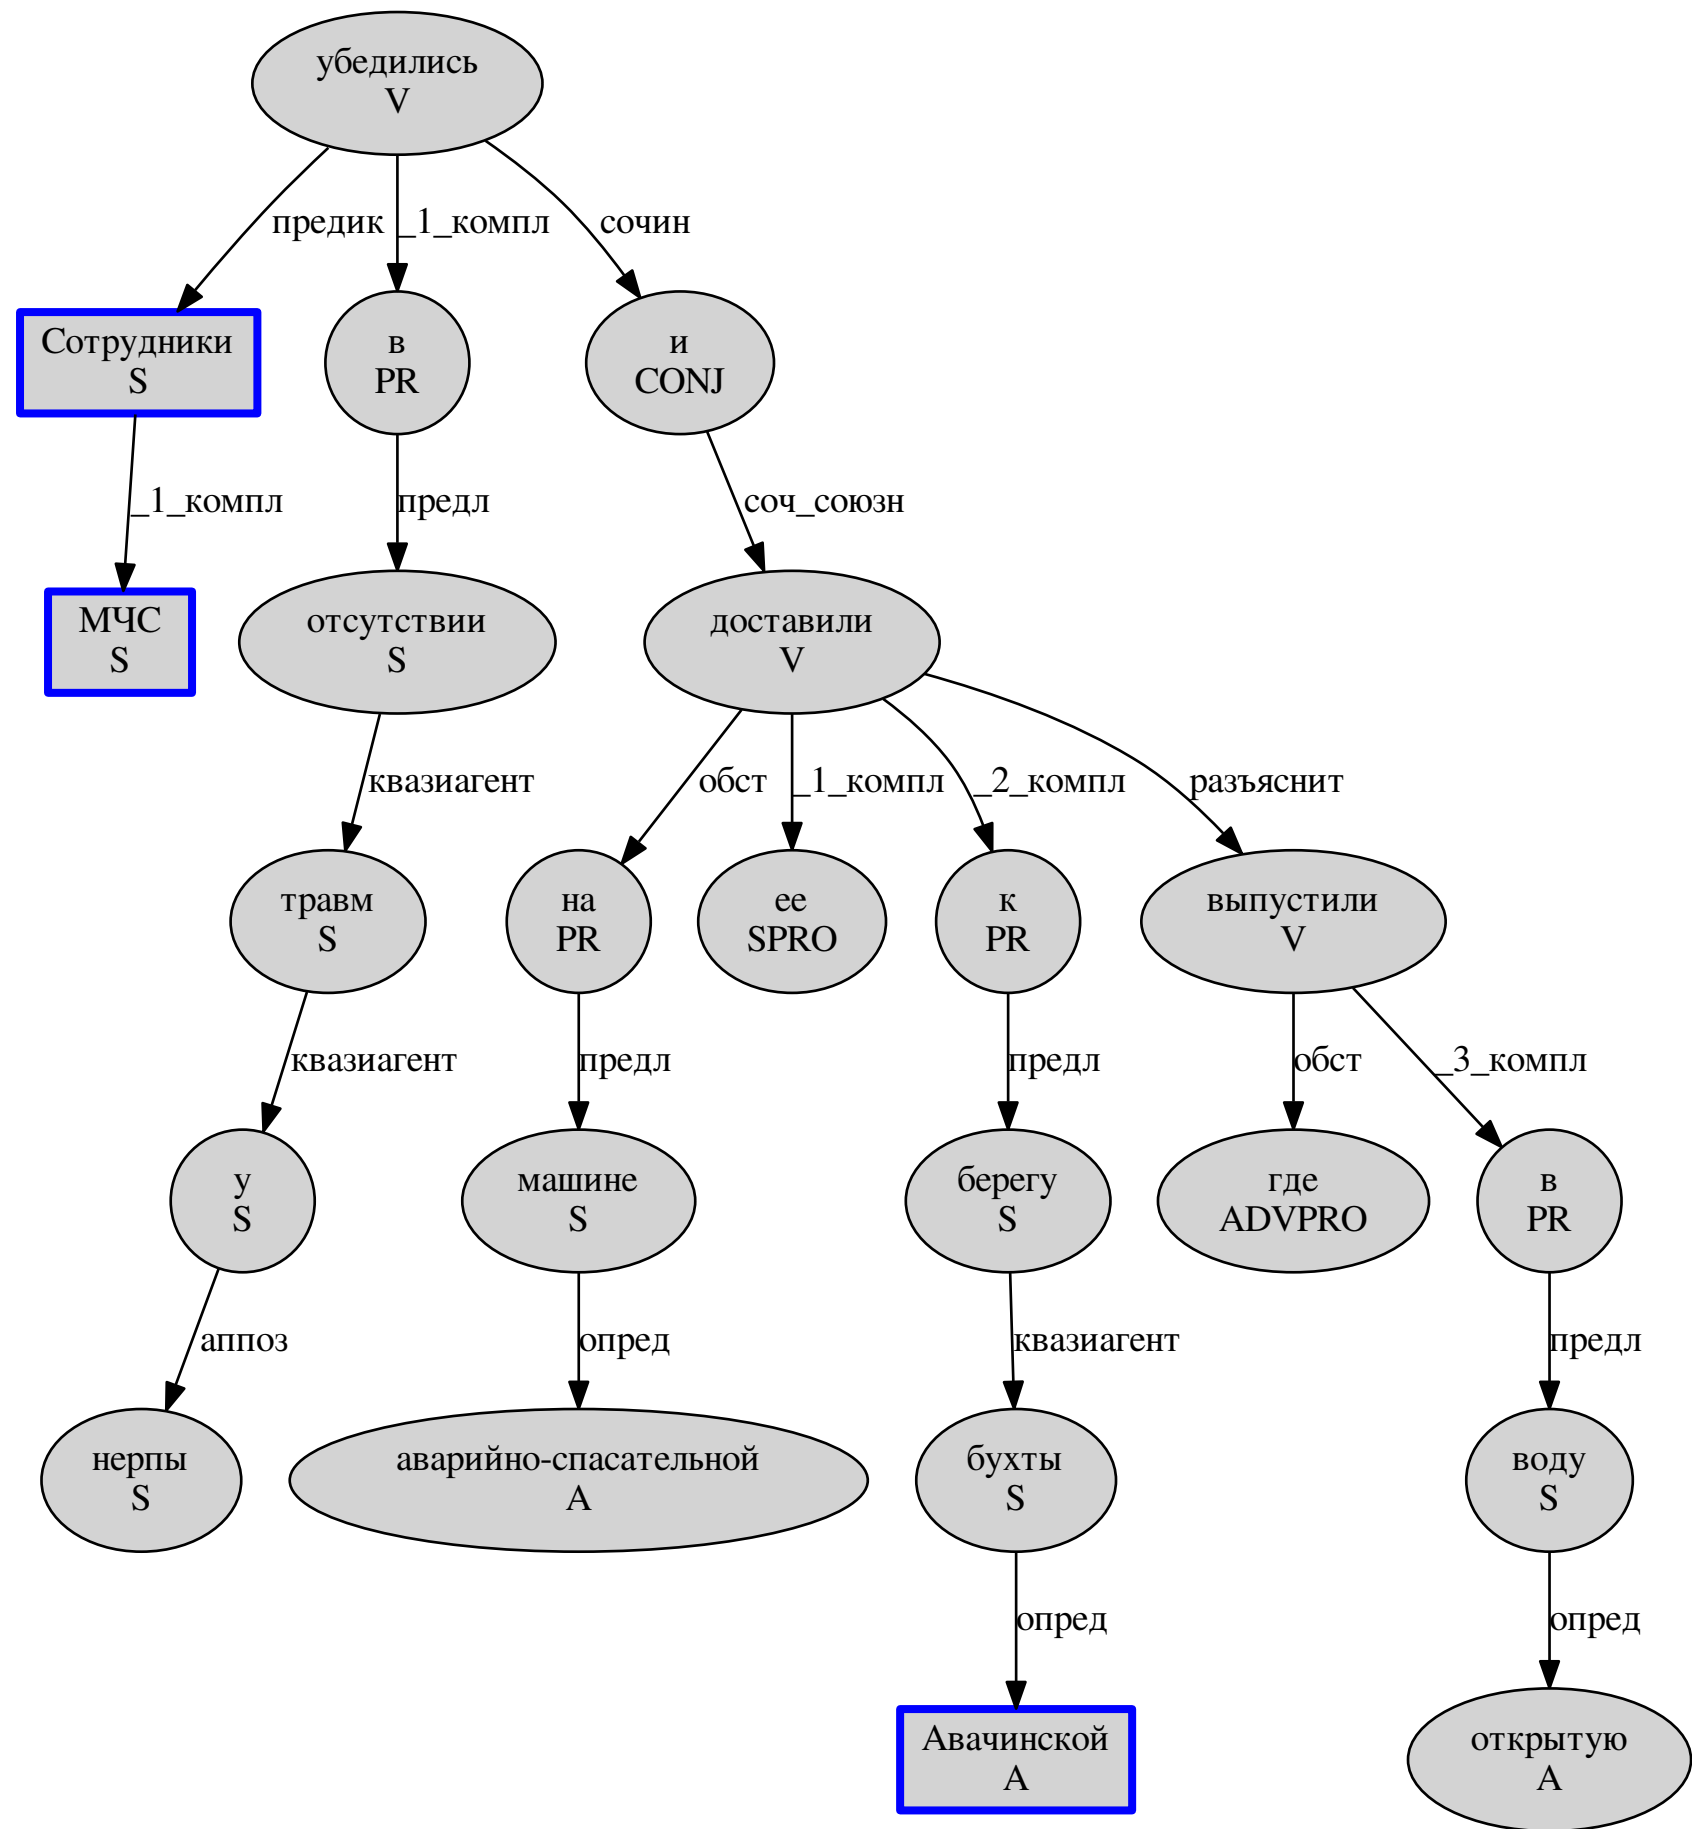 убедились
V
предик
_1_компл
сочин
Сотрудники
S
в
PR
и
CONJ
_1_компл
предл
соч_союзн
МЧС
S
отсутствии
S
доставили
V
квазиагент
обст
_1_компл
_2_компл
разъяснит
травм
S
на
PR
ее
SPRO
к
PR
выпустили
V
квазиагент
предл
предл
обст
_3_компл
у
S
машине
S
берегу
S
где
ADVPRO
в
PR
аппоз
опред
квазиагент
предл
нерпы
S
аварийно-спасательной
A
бухты
S
воду
S
опред
опред
Авачинской
A
открытую
A